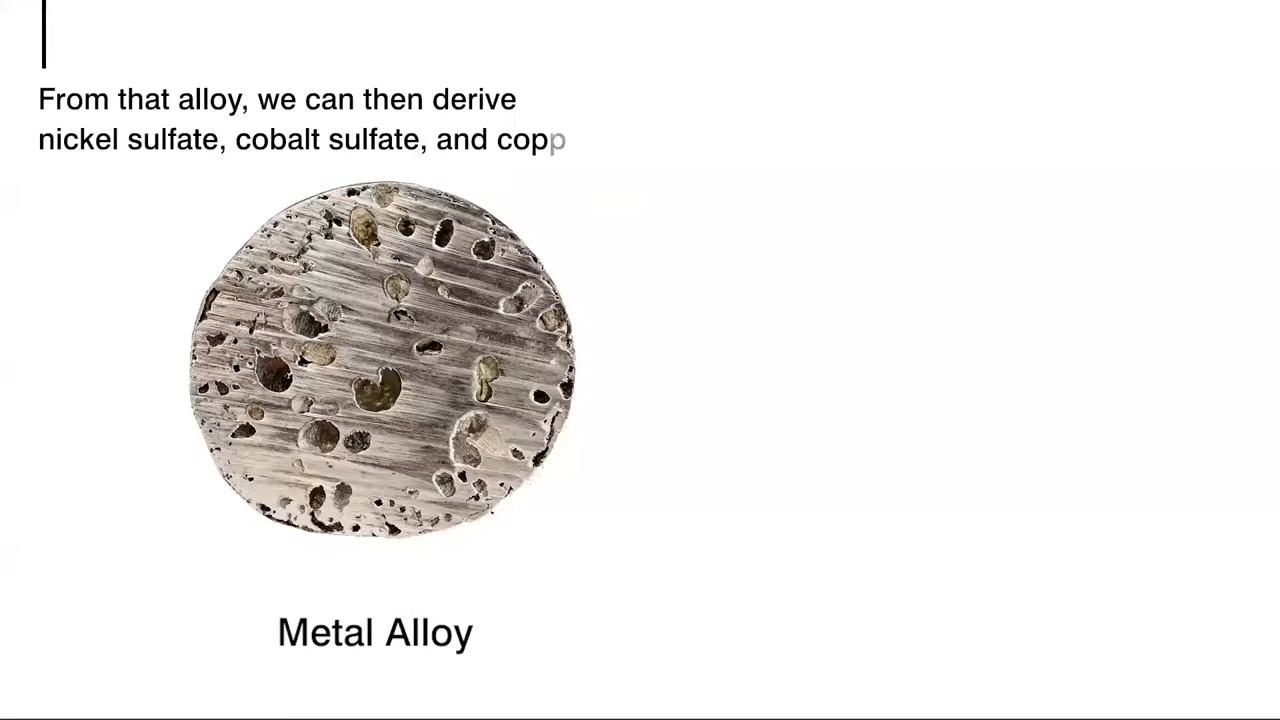 From that alloy, we can then derive
nickel sulfate, cobalt sulfate, and copp
Metal Alloy